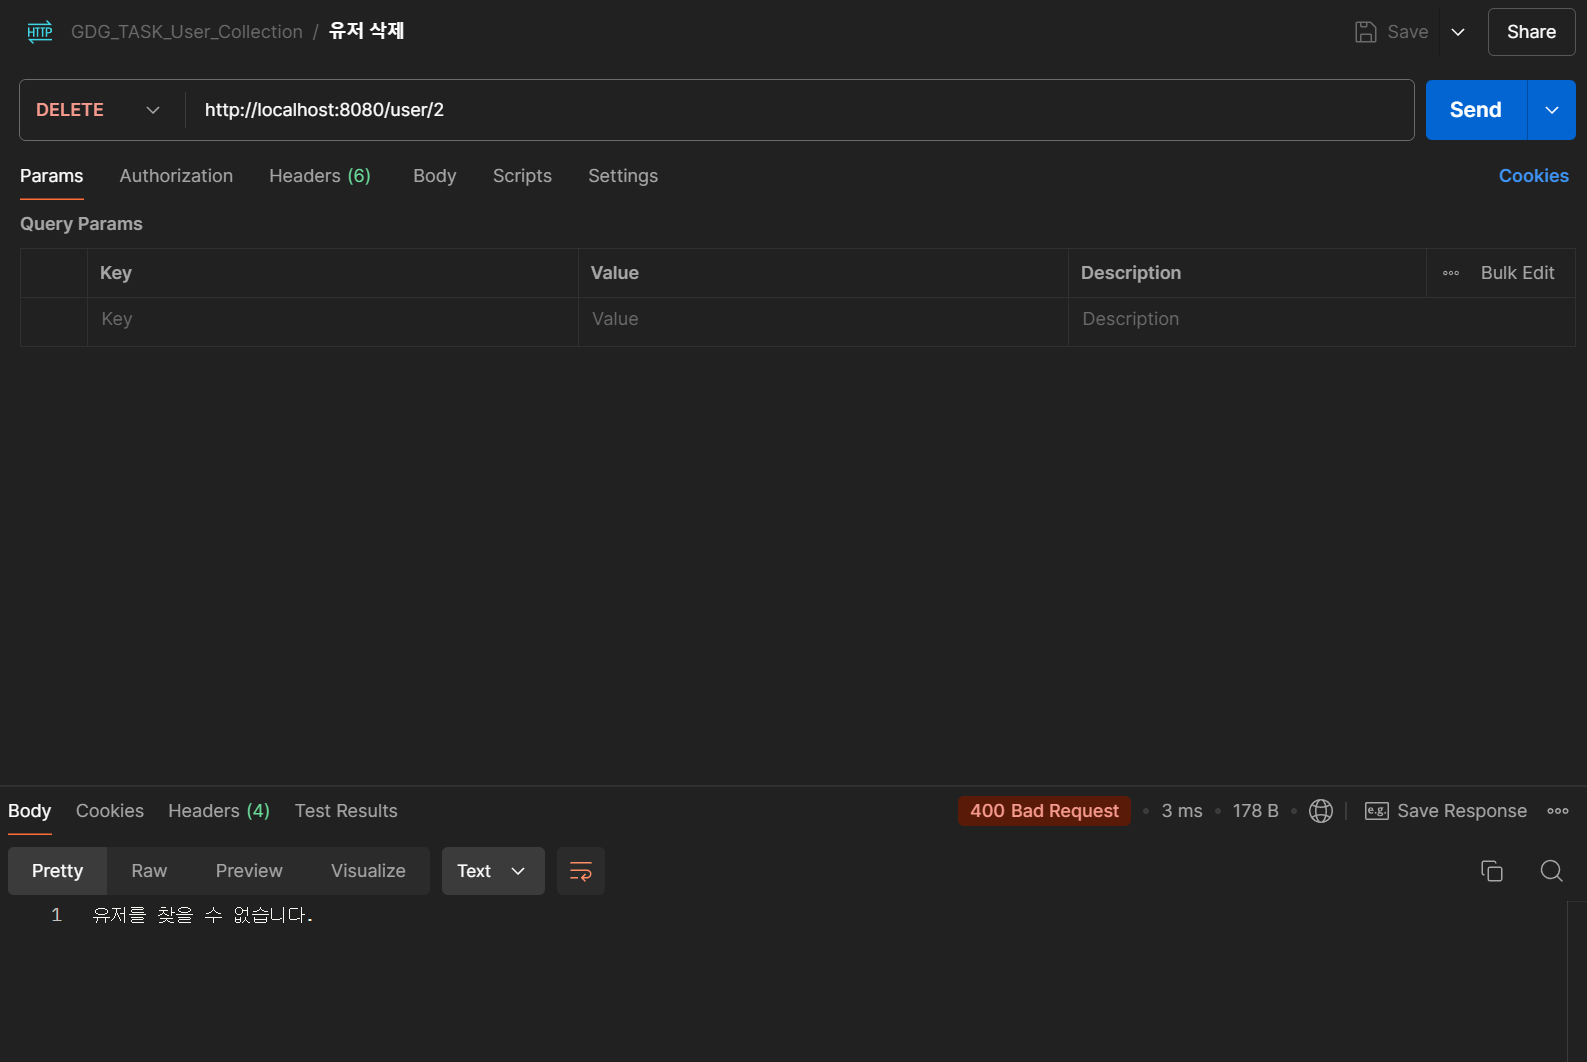 HTTP GDG_TASK_User_Collection / 유저 삭제 Save Share
DELETE http://localhost:8080/user/2 Send
Params Authorization Headers (6) Body Scripts Settings Cookies
Query Params
Key Value Description Bulk Edit
Key Value Description
Body Cookies Headers (4) Test Results 400 Bad Request • 3 ms • 178 B • e.g. Save Response
Pretty Raw Preview Visualize Text
1 유저를 찾을 수 없습니다.